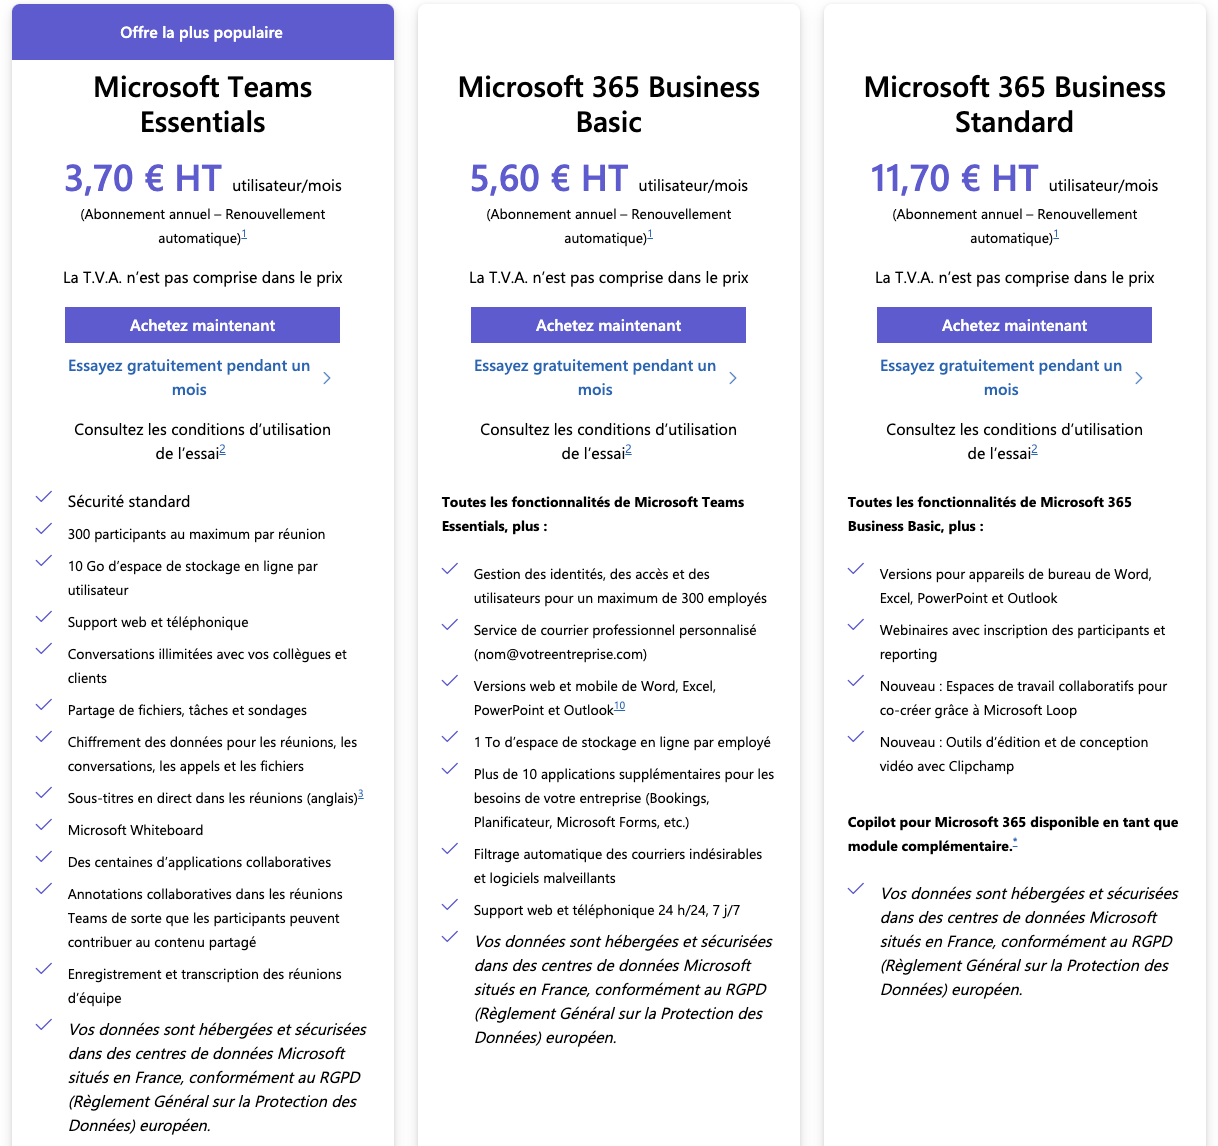 Offre la plus populaire
Microsoft Teams
Essentials
3,70 € HT utilisateur/mois
(Abonnement annuel – Renouvellement
automatique)1
La T.V.A. n’est pas comprise dans le prix
Achetez maintenant
Essayez gratuitement pendant un
mois
Consultez les conditions d’utilisation
de l’essai2
Sécurité standard
300 participants au maximum par réunion
10 Go d’espace de stockage en ligne par
utilisateur
Support web et téléphonique
Conversations illimitées avec vos collègues et
clients
Partage de fichiers, tâches et sondages
Chiffrement des données pour les réunions, les
conversations, les appels et les fichiers
Sous-titres en direct dans les réunions (anglais)3
Microsoft Whiteboard
Des centaines d’applications collaboratives
Annotations collaboratives dans les réunions
Teams de sorte que les participants peuvent
contribuer au contenu partagé
Enregistrement et transcription des réunions
d’équipe
Vos données sont hébergées et sécurisées
dans des centres de données Microsoft
situés en France, conformément au RGPD
(Règlement Général sur la Protection des
Données) européen.
Microsoft 365 Business
Basic
5,60 € HT utilisateur/mois
(Abonnement annuel – Renouvellement
automatique)1
La T.V.A. n’est pas comprise dans le prix
Achetez maintenant
Essayez gratuitement pendant un
mois
Consultez les conditions d’utilisation
de l’essai2
Toutes les fonctionnalités de Microsoft Teams
Essentials, plus :
Gestion des identités, des accès et des
utilisateurs pour un maximum de 300 employés
Service de courrier professionnel personnalisé
(nom@votreentreprise.com)
Versions web et mobile de Word, Excel,
PowerPoint et Outlook10
1 To d’espace de stockage en ligne par employé
Plus de 10 applications supplémentaires pour les
besoins de votre entreprise (Bookings,
Planificateur, Microsoft Forms, etc.)
Filtrage automatique des courriers indésirables
et logiciels malveillants
Support web et téléphonique 24 h/24, 7 j/7
Vos données sont hébergées et sécurisées
dans des centres de données Microsoft
situés en France, conformément au RGPD
(Règlement Général sur la Protection des
Données) européen.
Microsoft 365 Business
Standard
11,70 € HT utilisateur/mois
(Abonnement annuel – Renouvellement
automatique)1
La T.V.A. n’est pas comprise dans le prix
Achetez maintenant
Essayez gratuitement pendant un
mois
Consultez les conditions d’utilisation
de l’essai2
Toutes les fonctionnalités de Microsoft 365
Business Basic, plus :
Versions pour appareils de bureau de Word,
Excel, PowerPoint et Outlook
Webinaires avec inscription des participants et
reporting
Nouveau : Espaces de travail collaboratifs pour
co-créer grâce à Microsoft Loop
Nouveau : Outils d’édition et de conception
vidéo avec Clipchamp
Copilot pour Microsoft 365 disponible en tant que
module complémentaire.*
Vos données sont hébergées et sécurisées
dans des centres de données Microsoft
situés en France, conformément au RGPD
(Règlement Général sur la Protection des
Données) européen.